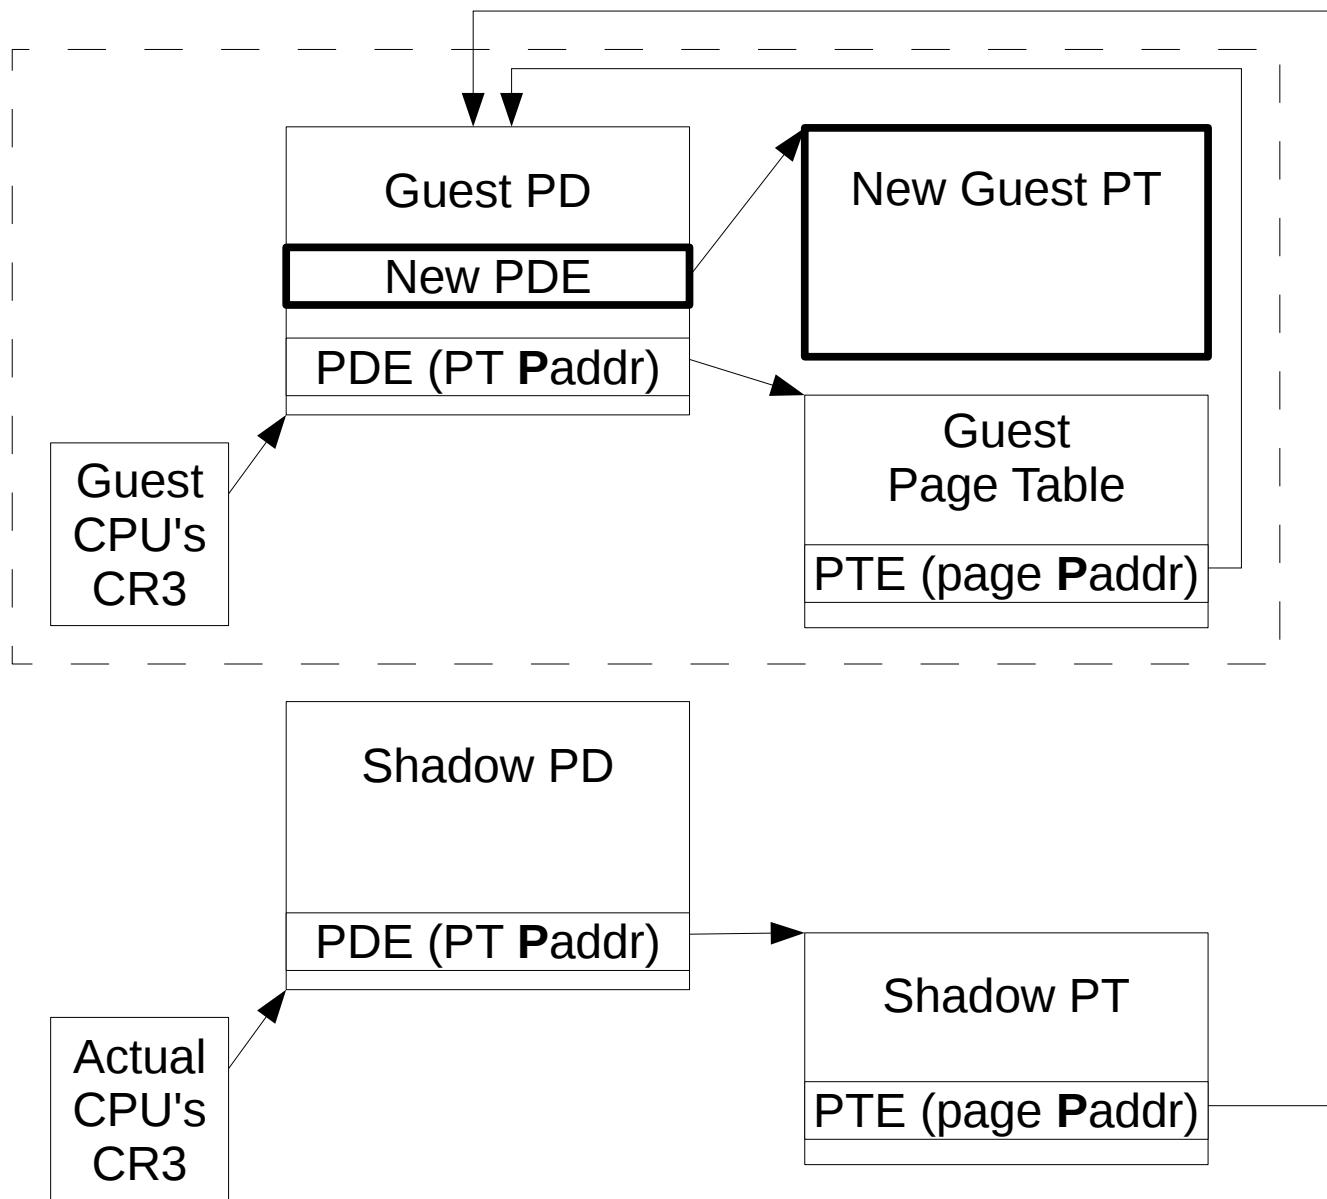 Guest PD
New PDE
PDE (PT Paddr)
New Guest PT
Guest
Page Table
PTE (page Paddr)
Guest
CPU's
CR3
Shadow PD
PDE (PT Paddr)
Shadow PT
PTE (page Paddr)
Actual
CPU's
CR3